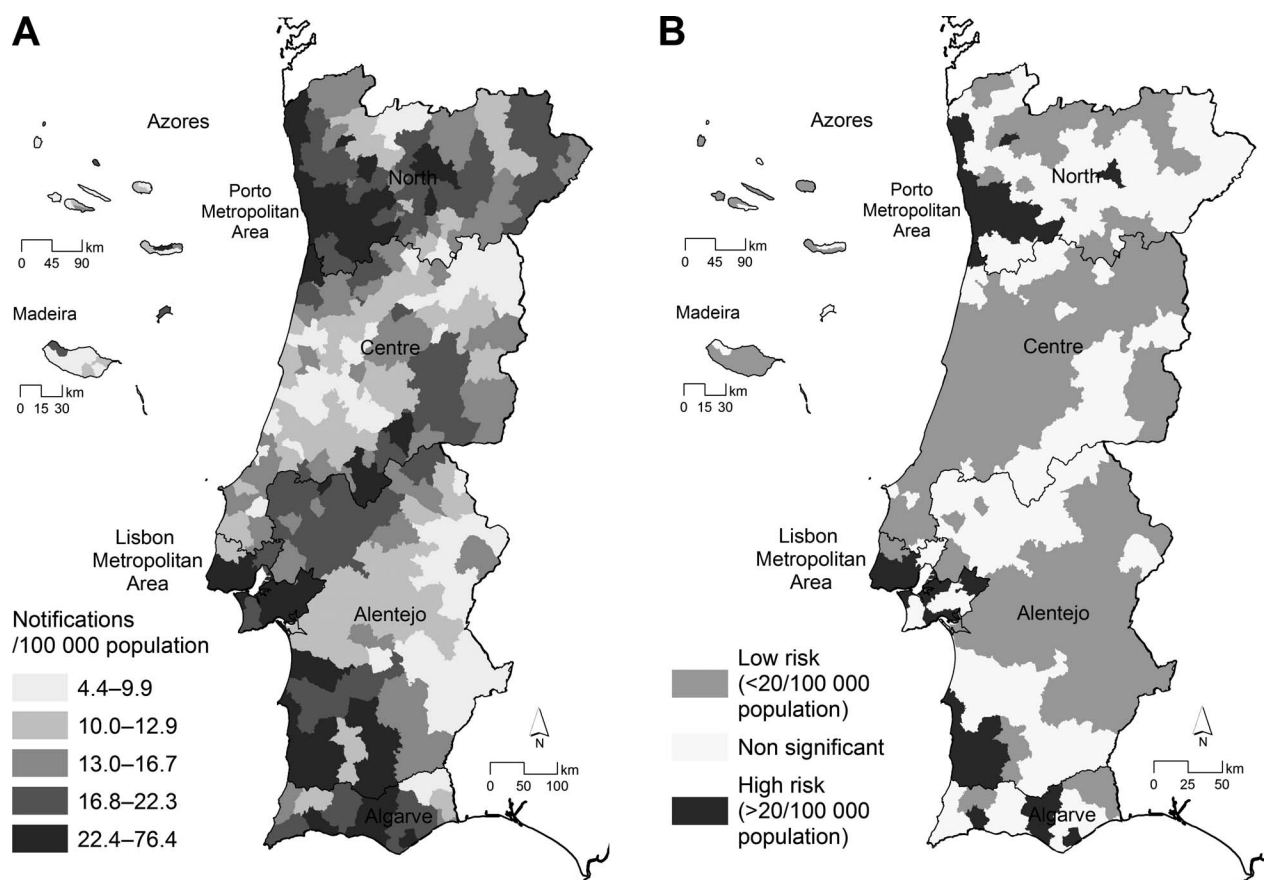 A
Azores
Porto
Metropolitan
Area
North
km
0 45 90
Madeira
km
0 15 30
Centre
Lisbon
Metropolitan
Area
Alentejo
Algarve
Notifications
/100 000 population
4.4–9.9
10.0–12.9
13.0–16.7
16.8–22.3
22.4–76.4
N
km
0 50 100
B
Azores
Porto
Metropolitan
Area
North
km
0 45 90
Madeira
km
0 15 30
Centre
Lisbon
Metropolitan
Area
Alentejo
Algarve
Low risk
(<20/100 000
population)
Non significant
High risk
(>20/100 000
population)
N
km
0 25 50